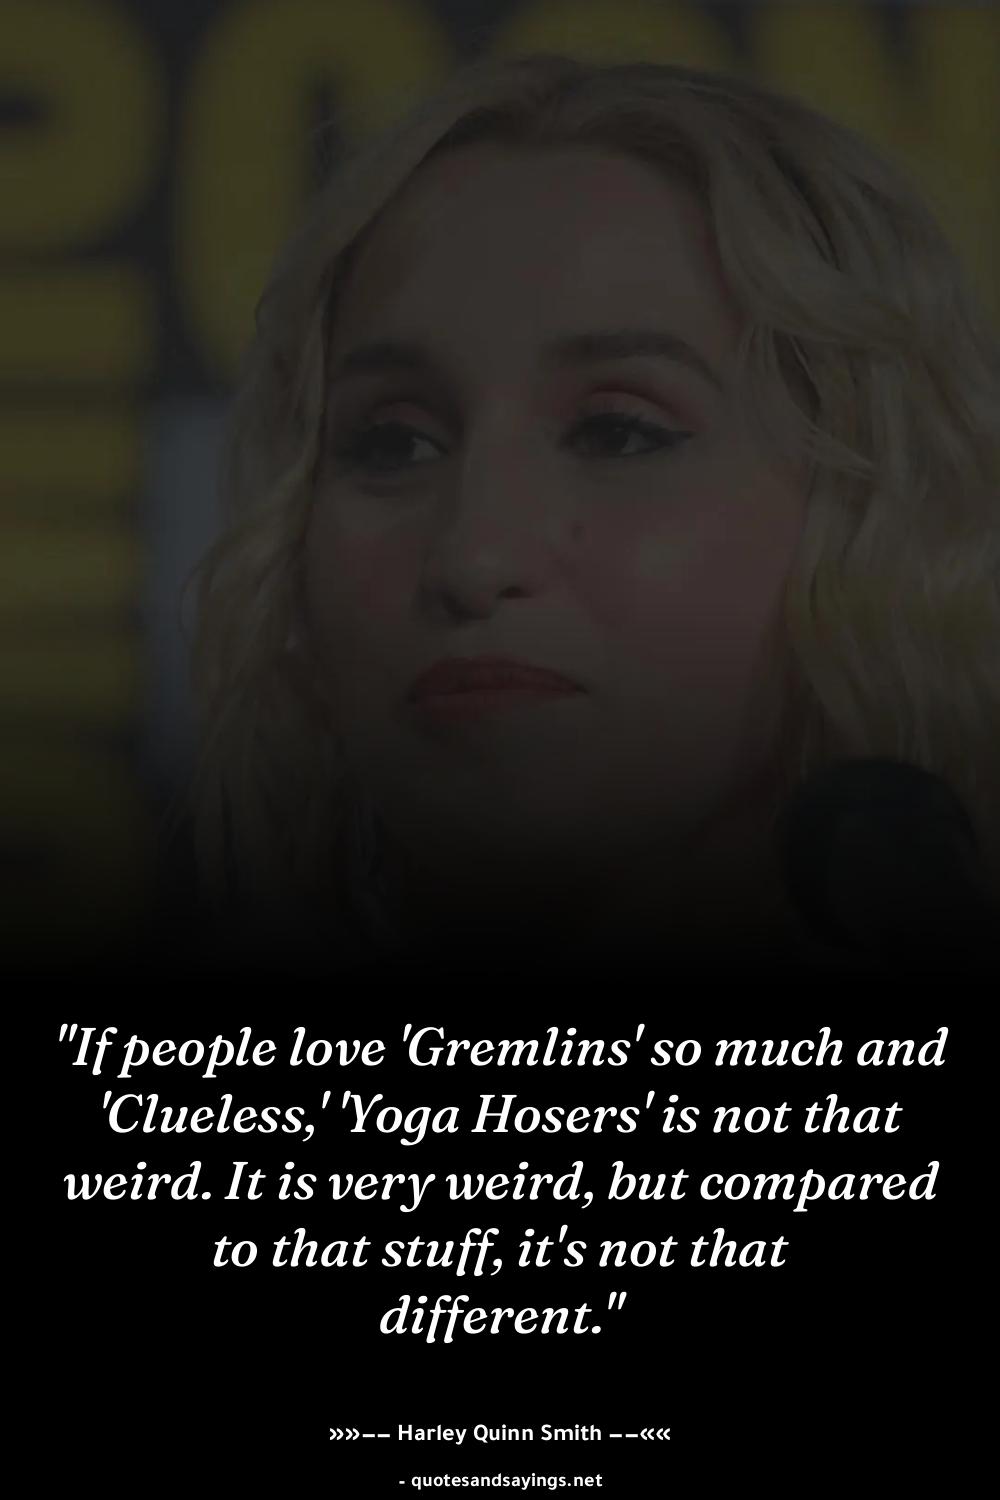 "If people love 'Gremlins' so much and
'Clueless,' 'Yoga Hosers' is not that
weird. It is very weird, but compared
to that stuff, it's not that
different."
»»−− Harley Quinn Smith −−««
- quotesandsayings.net